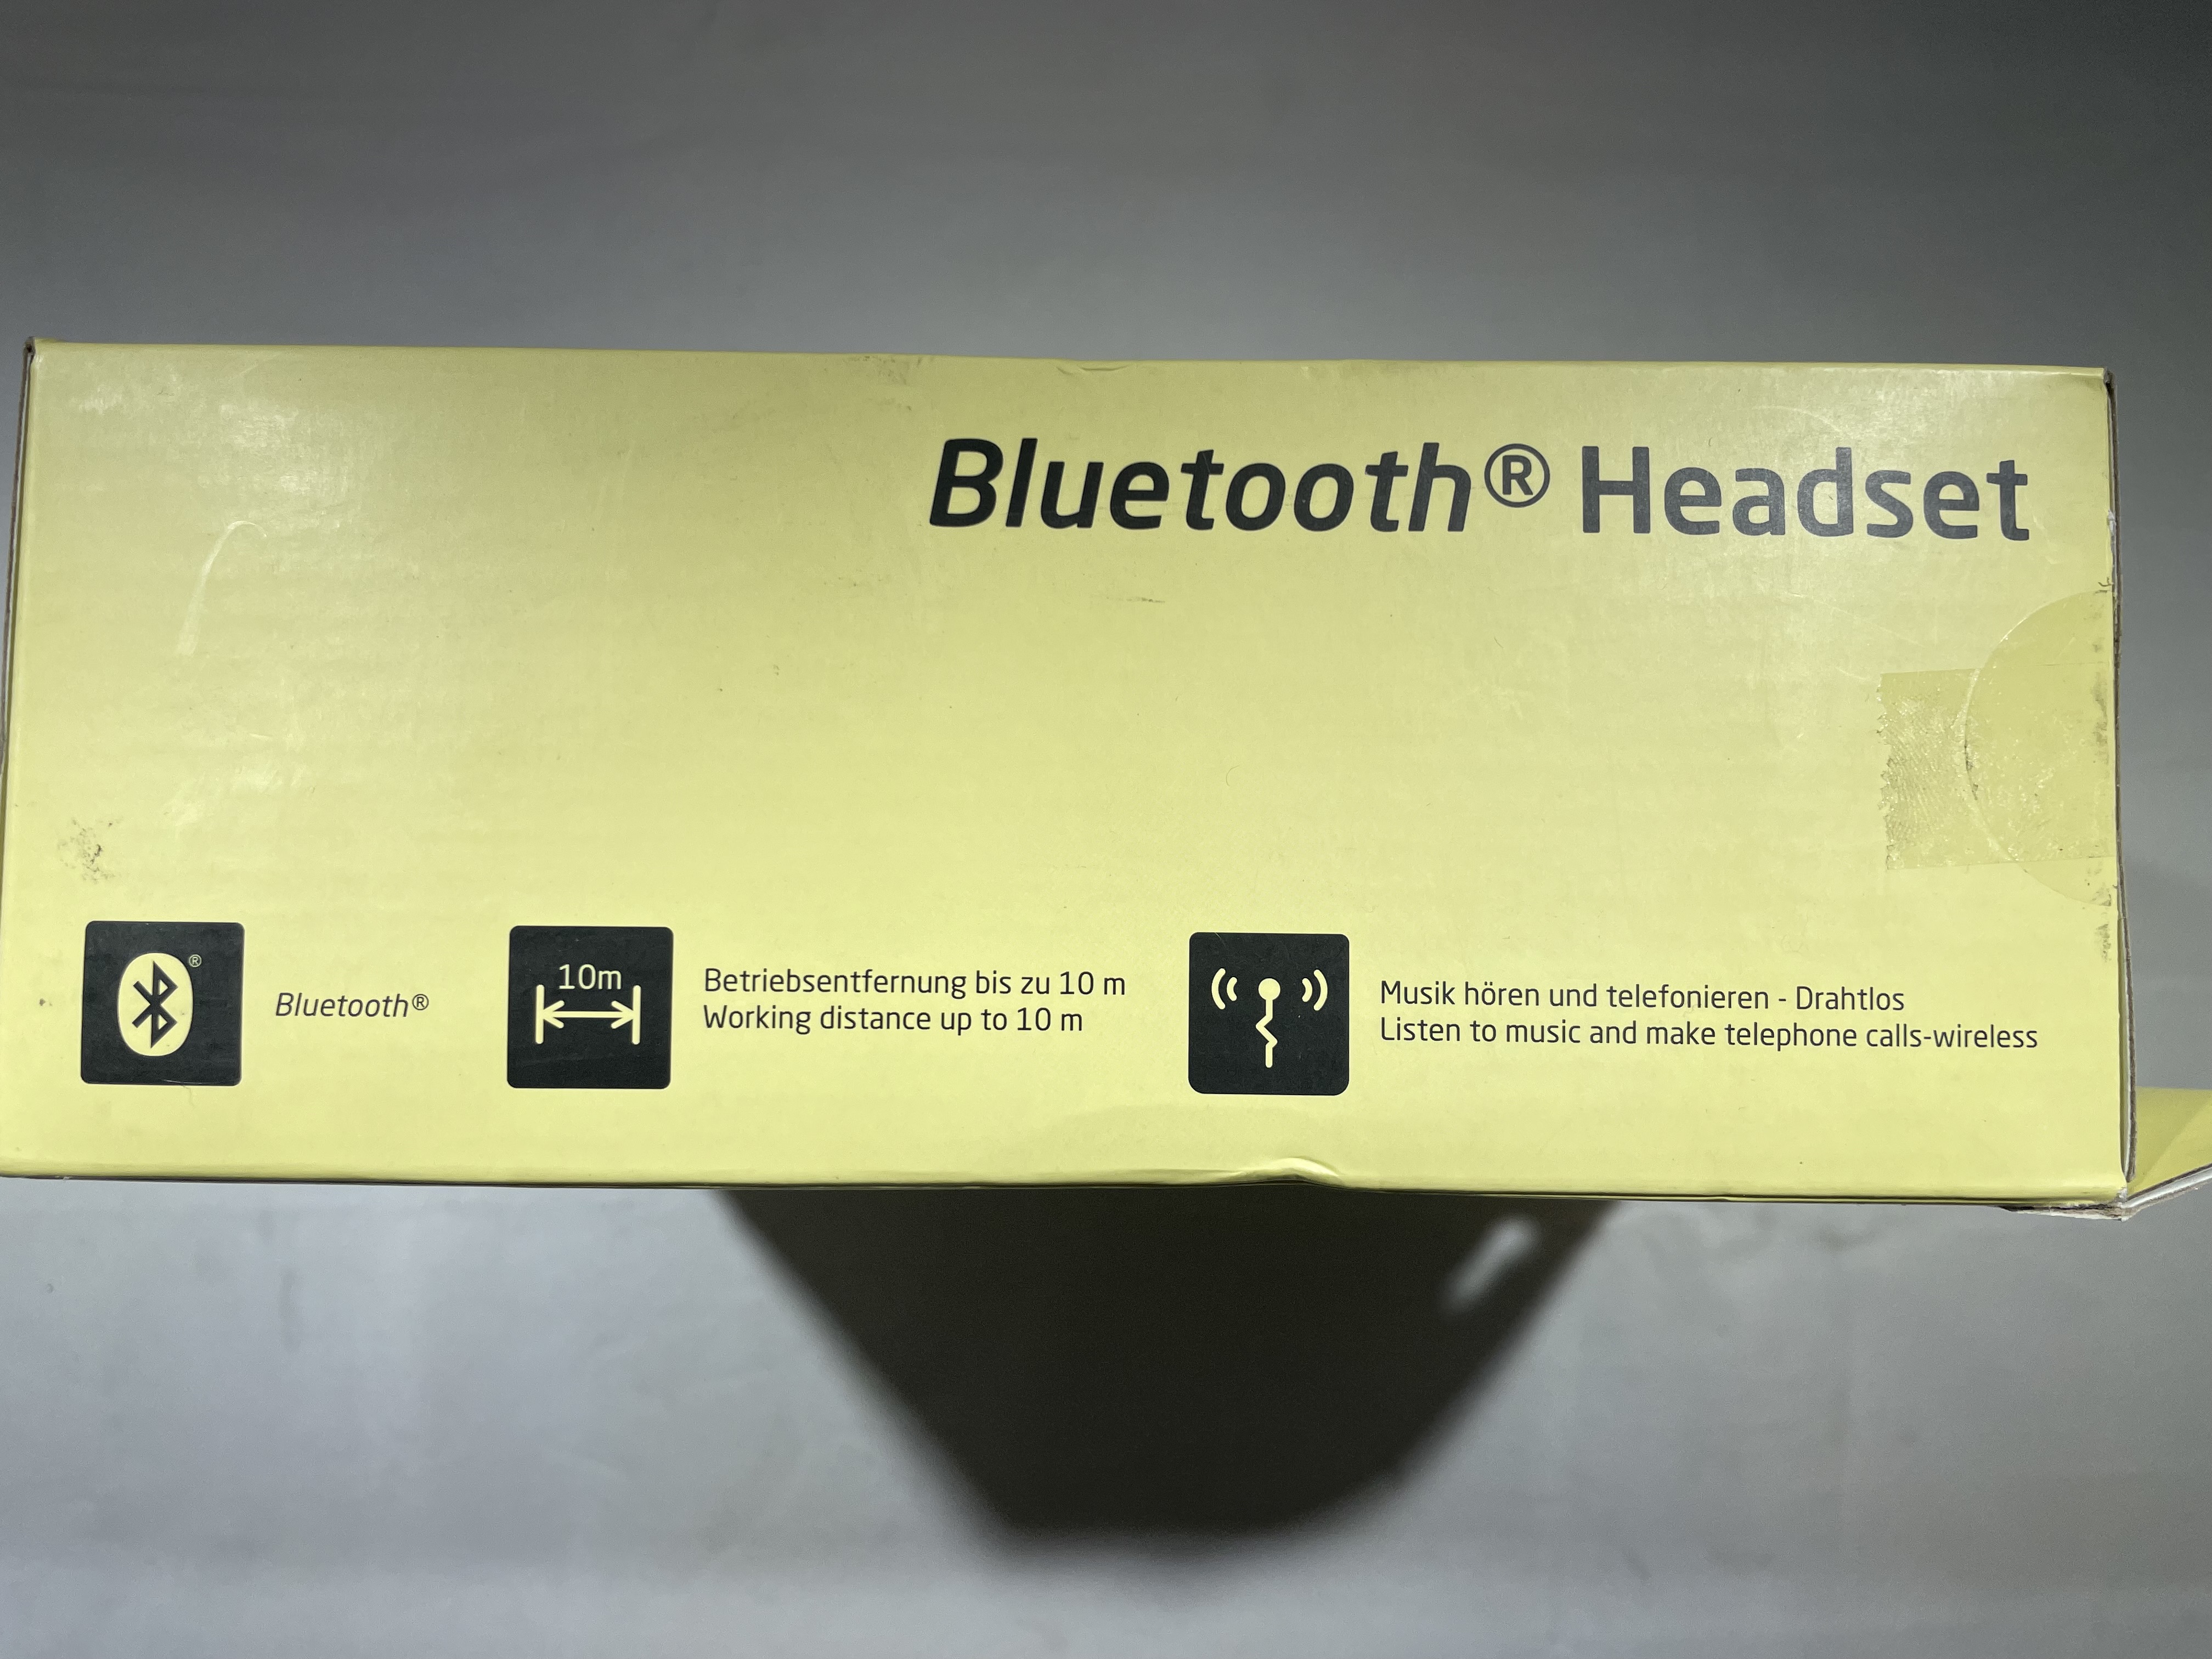 Bluetooth® Headset
®
Bluetooth®
10m
Betriebsentfernung bis zu 10 m
Working distance up to 10 m
Musik hören und telefonieren - Drahtlos
Listen to music and make telephone calls-wireless